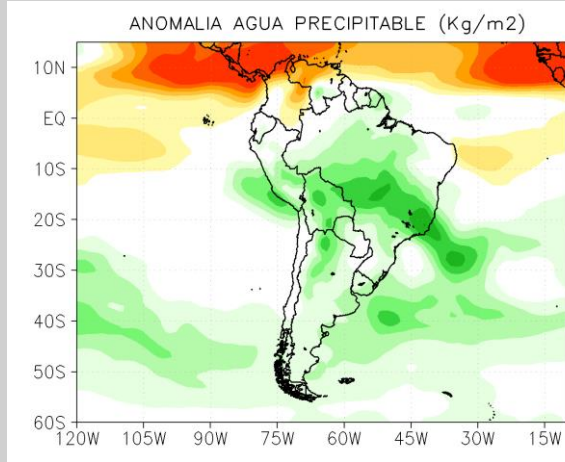 ANOMALIA AGUA PRECIPITABLE (Kg/m2)
10N
EQ
10S
20S
30S
40S
50S
60S
120W 105W 90W 75W 60W 45W 30W 15W